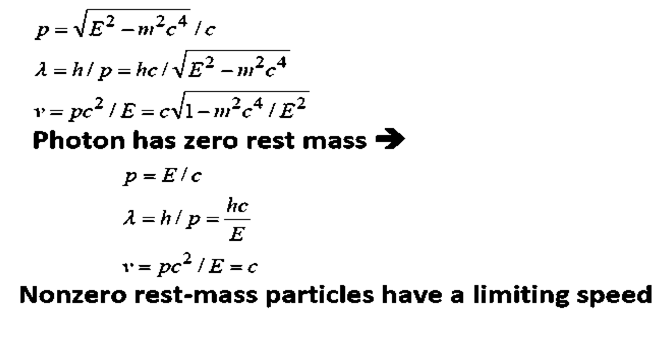 p = √(E² − m²c⁴) / c
λ = h / p = hc / √(E² − m²c⁴)
v = pc² / E = c√(1 − m²c⁴ / E²)
Photon has zero rest mass ➔
p = E / c
λ = h / p = hc / E
v = pc² / E = c
Nonzero rest-mass particles have a limiting speed